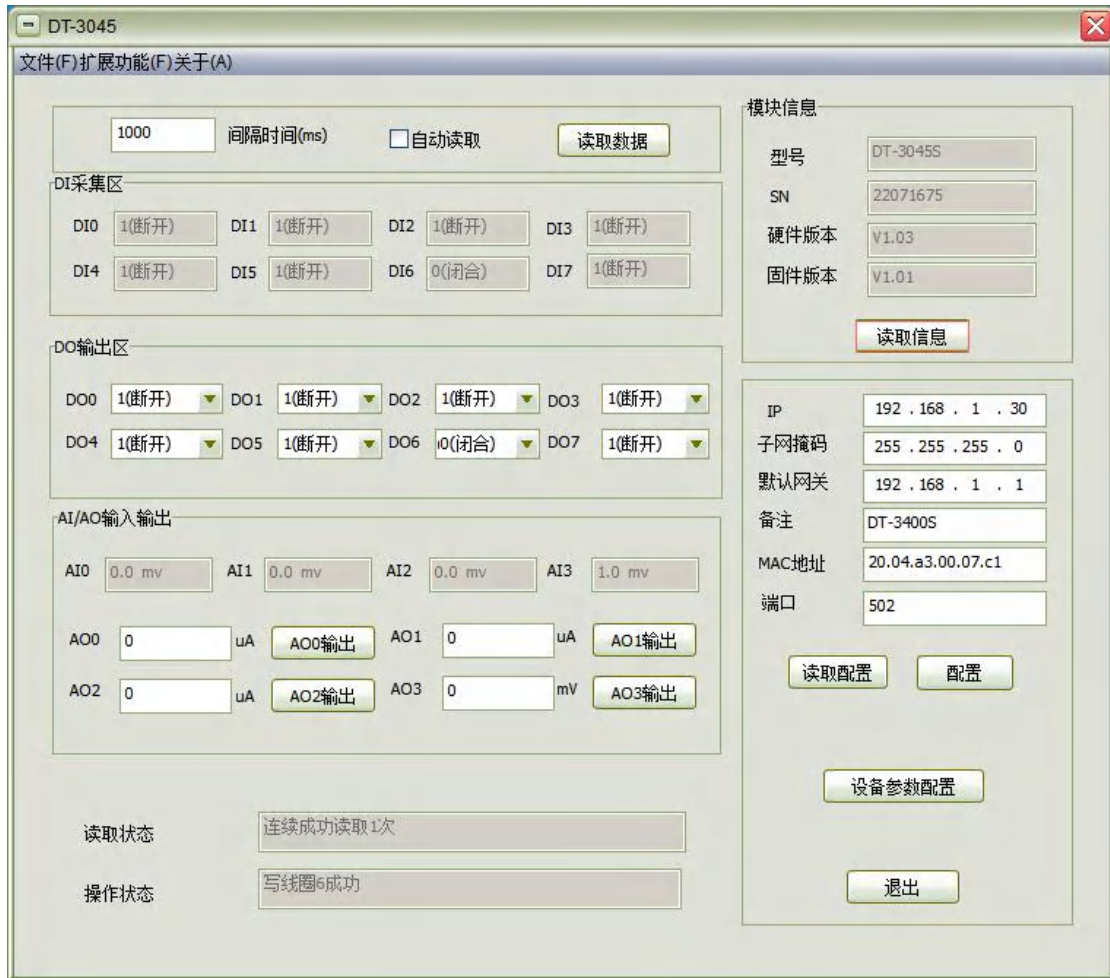 DT-3045
文件(F)扩展功能(F)关于(A)
1000 间隔时间(ms) 自动读取 读取数据
DI采集区
DI0 1(断开) DI1 1(断开) DI2 1(断开) DI3 1(断开)
DI4 1(断开) DI5 1(断开) DI6 0(闭合) DI7 1(断开)
DO输出区
DO0 1(断开) DO1 1(断开) DO2 1(断开) DO3 1(断开)
DO4 1(断开) DO5 1(断开) DO6 0(闭合) DO7 1(断开)
AI/AO输入输出
AI0 0.0 mv AI1 0.0 mv AI2 0.0 mv AI3 1.0 mv
AO0 0 uA AO0输出 AO1 0 uA AO1输出
AO2 0 uA AO2输出 AO3 0 mV AO3输出
读取状态 连续成功读取1次
操作状态 写线圈6成功
模块信息
型号 DT-3045S
SN 22071675
硬件版本 V1.03
固件版本 V1.01
读取信息
IP 192 . 168 . 1 . 30
子网掩码 255 . 255 . 255 . 0
默认网关 192 . 168 . 1 . 1
备注 DT-3400S
MAC地址 20.04.a3.00.07.c1
端口 502
读取配置 配置
设备参数配置
退出